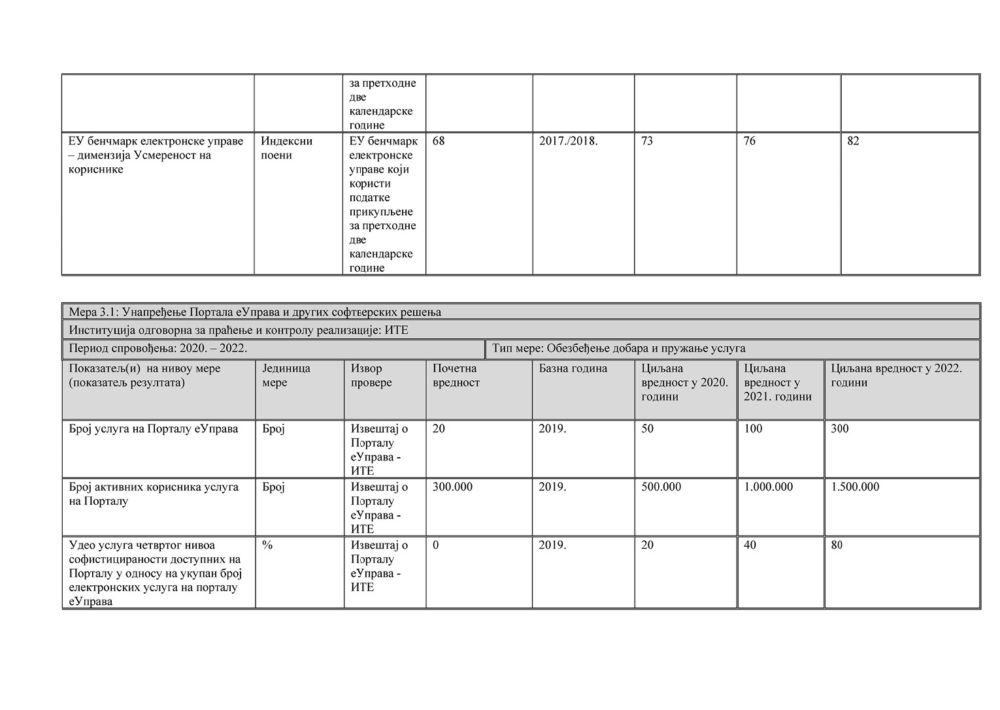 за претходне
две
календарске
године
ЕУ бенчмарк електронске управе
– димензија Усмереност на
кориснике
Индексни
поени
ЕУ бенчмарк
електронске
управе који
користи
податке
прикупљене
за претходне
две
календарске
године
68
2017./2018.
73
76
82
Мера 3.1: Унапређење Портала еУправа и других софтверских решења
Институција одговорна за праћење и контролу реализације: ИТЕ
Период спровођења: 2020. – 2022.
Тип мере: Обезбеђење добара и пружање услуга
Показатељ(и)  на нивоу мере
(показатељ резултата)
Јединица
мере
Извор
провере
Почетна
вредност
Базна година
Циљана
вредност у 2020.
години
Циљана
вредност у
2021. години
Циљана вредност у 2022.
години
Број услуга на Порталу еУправа
Број
Извештај о
Порталу
еУправа -
ИТЕ
20
2019.
50
100
300
Број активних корисника услуга
на Порталу
Број
Извештај о
Порталу
еУправа -
ИТЕ
300.000
2019.
500.000
1.000.000
1.500.000
Удео услуга четвртог нивоа
софистицираности доступних на
Порталу у односу на укупан број
електронских услуга на порталу
еУправа
%
Извештај о
Порталу
еУправа -
ИТЕ
0
2019.
20
40
80